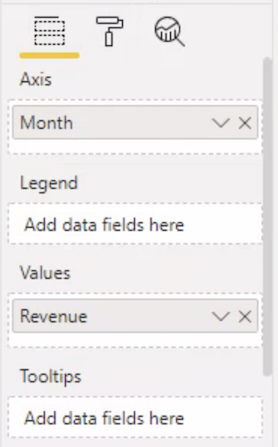 Axis
Month
Legend
Add data fields here
Values
Revenue
Tooltips
Add data fields here